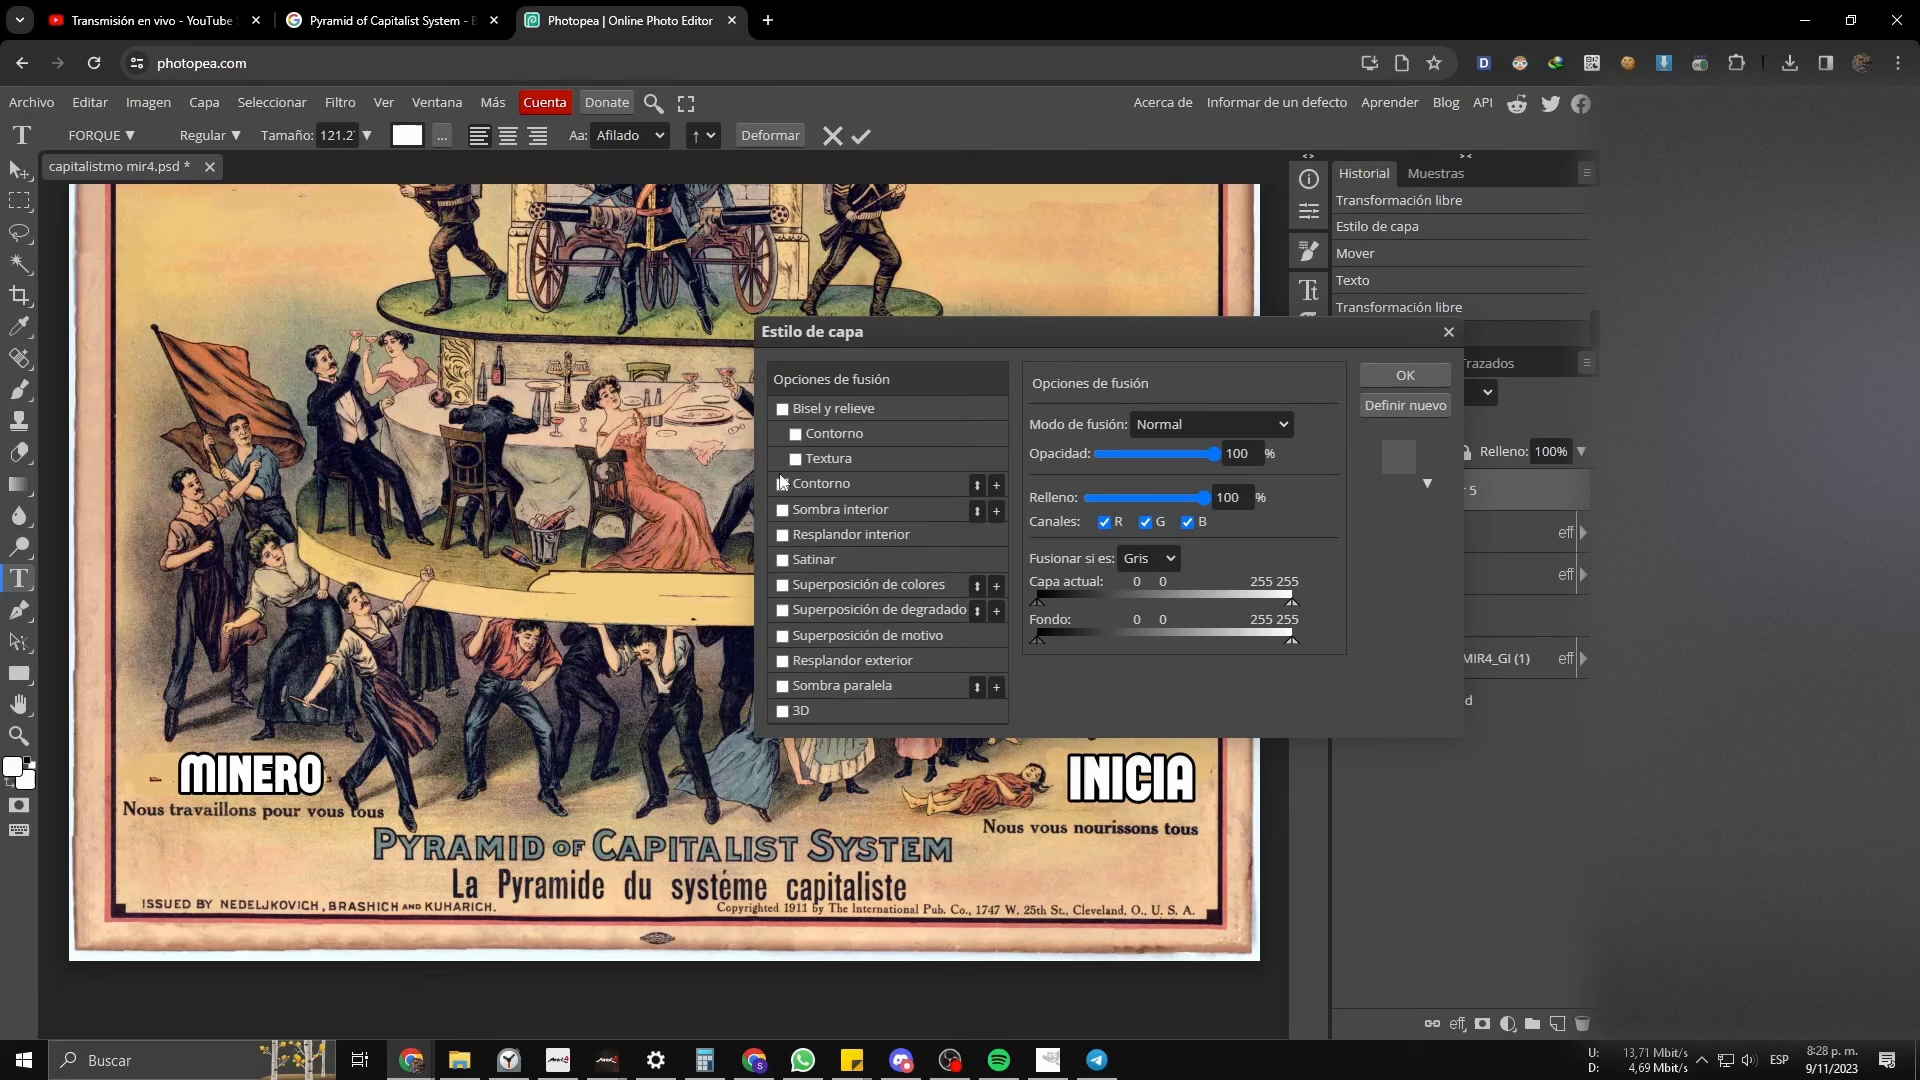 Transmisión en vivo - YouTube
Pyramid of Capitalist System -
Photopea | Online Photo Editor
photopea.com
Archivo Editar Imagen Capa Seleccionar Filtro Ver Ventana Más Cuenta Donate
Acerca de Informar de un defecto Aprender Blog API
FORQUE Regular Tamaño: 121.2 ... Aa: Afilado Deformar
capitalistmo mir4.psd *
Historial Muestras
Transformación libre
Estilo de capa
Mover
Texto
Transformación libre
Trazados
Relleno: 100%
5
eff
eff
MIR4_GI (1) eff
d
Estilo de capa
Opciones de fusión
Bisel y relieve
Contorno
Textura
Contorno
Sombra interior
Resplandor interior
Satinar
Superposición de colores
Superposición de degradado
Superposición de motivo
Resplandor exterior
Sombra paralela
3D
Opciones de fusión
Modo de fusión: Normal
Opacidad: 100 %
Relleno: 100 %
Canales: R G B
Fusionar si es: Gris
Capa actual: 0 0 255 255
Fondo: 0 0 255 255
OK
Definir nuevo
MINERO
Nous travaillons pour vous tous
INICIA
Nous vous nourissons tous
PYRAMID OF CAPITALIST SYSTEM
La Pyramide du système capitaliste
ISSUED BY NEDELJKOVICH, BRASHICH AND KUHARICH.
Copyrighted 1911 by The International Pub. Co., 1747 W. 25th St., Cleveland, O., U. S. A.
eff
Buscar
U: 13,71 Mbit/s
D: 4,69 Mbit/s
ESP
8:28 p. m.
9/11/2023